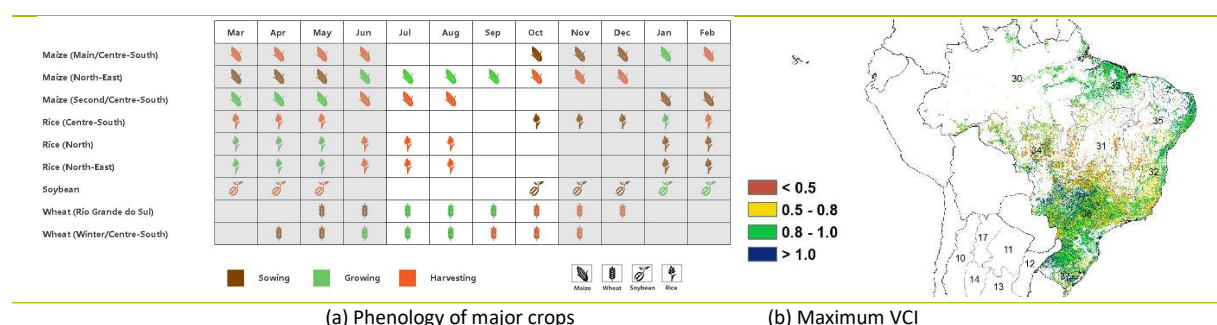 Mar Apr May Jun Jul Aug Sep Oct Nov Dec Jan Feb
Maize (Main/Centre-South)
Maize (North-East)
Maize (Second/Centre-South)
Rice (Centre-South)
Rice (North)
Rice (North-East)
Soybean
Wheat (Rio Grande do Sul)
Wheat (Winter/Centre-South)
Sowing Growing Harvesting
Maize Wheat Soybean Rice
< 0.5
0.5 - 0.8
0.8 - 1.0
> 1.0
30
35
31
34
32
17
11
10
12
14
13
(a) Phenology of major crops (b) Maximum VCI